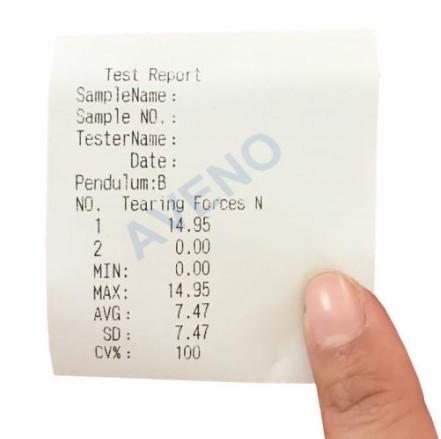 Test Report
SampleName:
Sample NO.:
TesterName:
Date:
Pendulum:B
NO. Tearing Forces N
1 14.95
2 0.00
MIN: 0.00
MAX: 14.95
AVG: 7.47
SD: 7.47
CV%: 100
AVENO